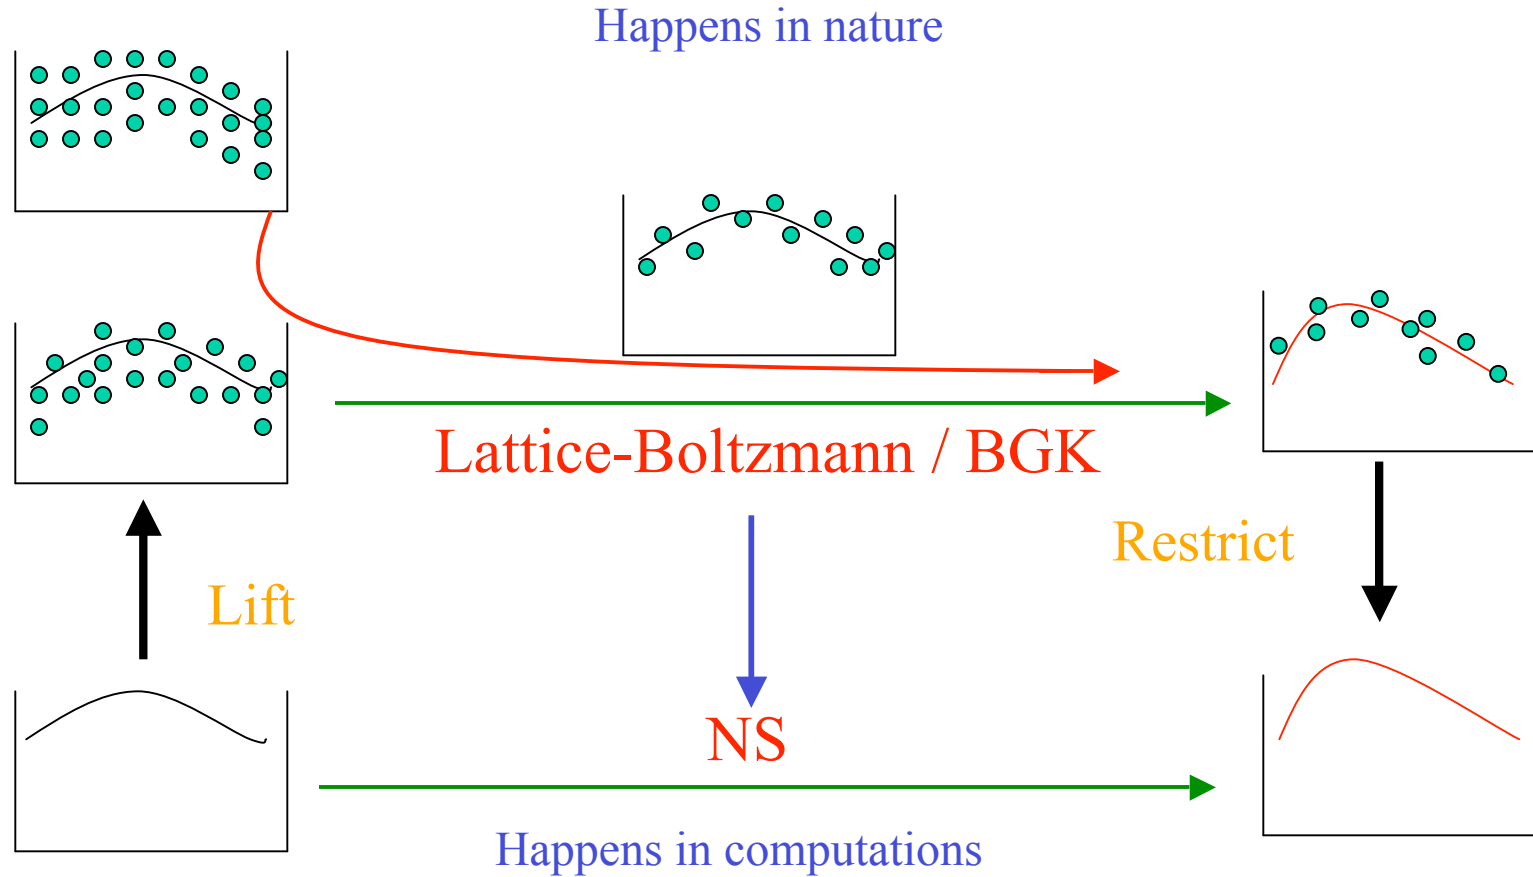 Happens in nature
Lattice-Boltzmann / BGK
Restrict
Lift
NS
Happens in computations